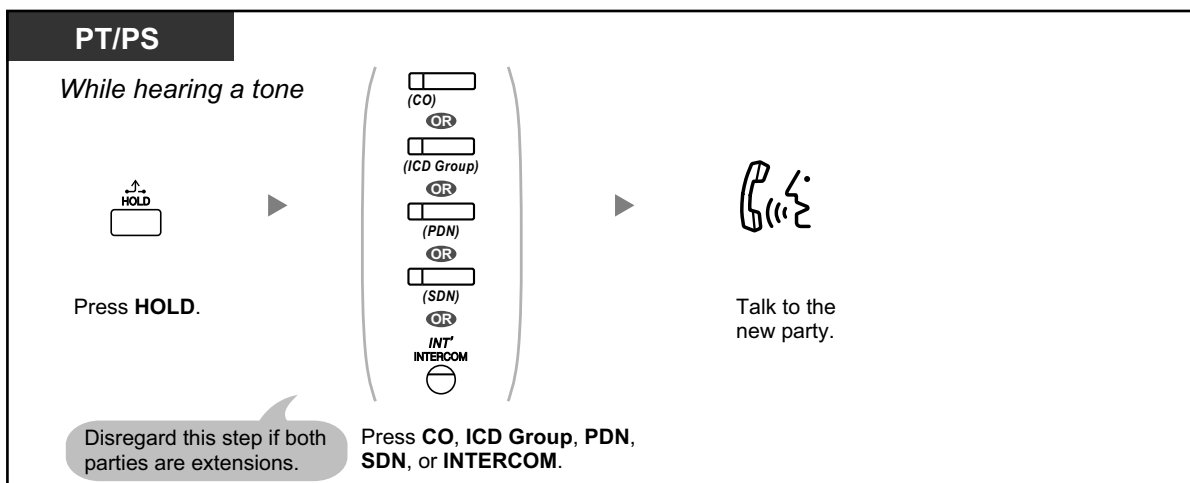 PT/PS
While hearing a tone
HOLD
Press HOLD.
(CO)
OR
(ICD Group)
OR
(PDN)
OR
(SDN)
OR
INT'
INTERCOM
Disregard this step if both
parties are extensions.
Press CO, ICD Group, PDN,
SDN, or INTERCOM.
Talk to the
new party.